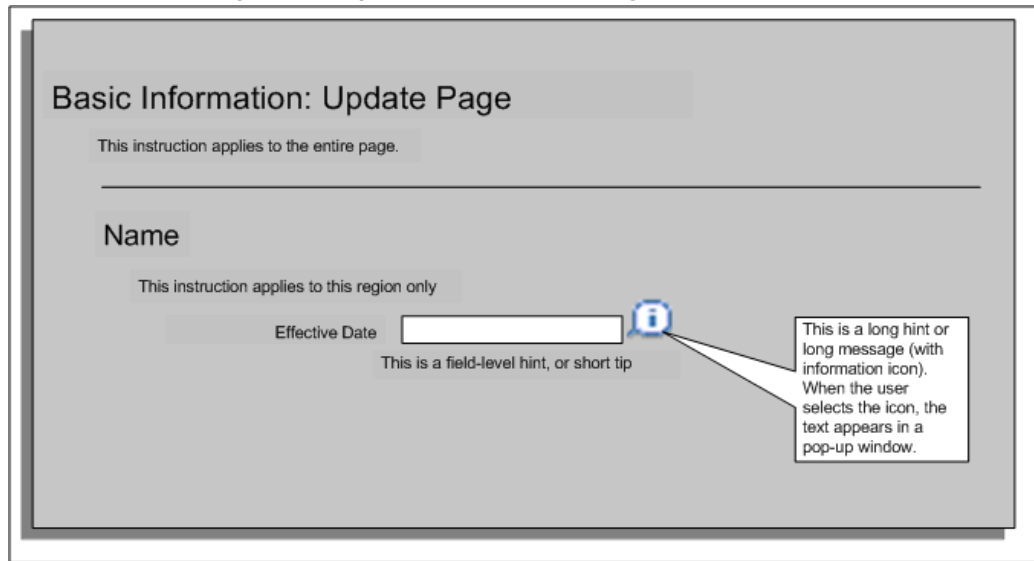 Basic Information: Update Page
This instruction applies to the entire page.
Name
This instruction applies to this region only
Effective Date
This is a field-level hint, or short tip
This is a long hint or
long message (with
information icon).
When the user
selects the icon, the
text appears in a
pop-up window.